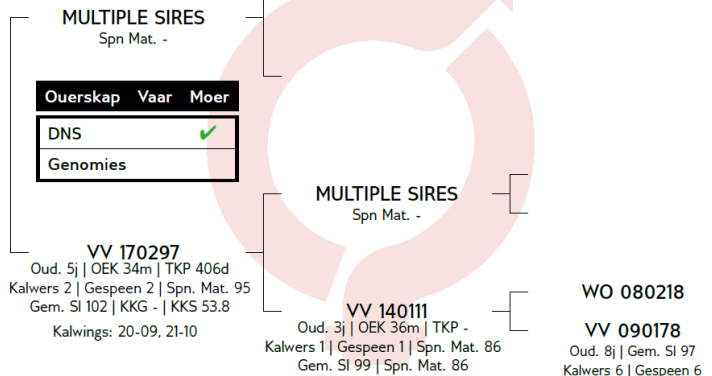 MULTIPLE SIRES
Spn Mat. -
Ouerskap Vaar Moer
DNS ✔
Genomies
MULTIPLE SIRES
Spn Mat. -
VV 170297
Oud. 5j | OEK 34m | TKP 406d
Kalwers 2 | Gespeen 2 | Spn. Mat. 95
Gem. SI 102 | KKG - | KKS 53.8
Kalwings: 20-09, 21-10
VV 140111
Oud. 3j | OEK 36m | TKP -
Kalwers 1 | Gespeen 1 | Spn. Mat. 86
Gem. SI 99 | Spn. Mat. 86
WO 080218
VV 090178
Oud. 8j | Gem. SI 97
Kalwers 6 | Gespeen 6